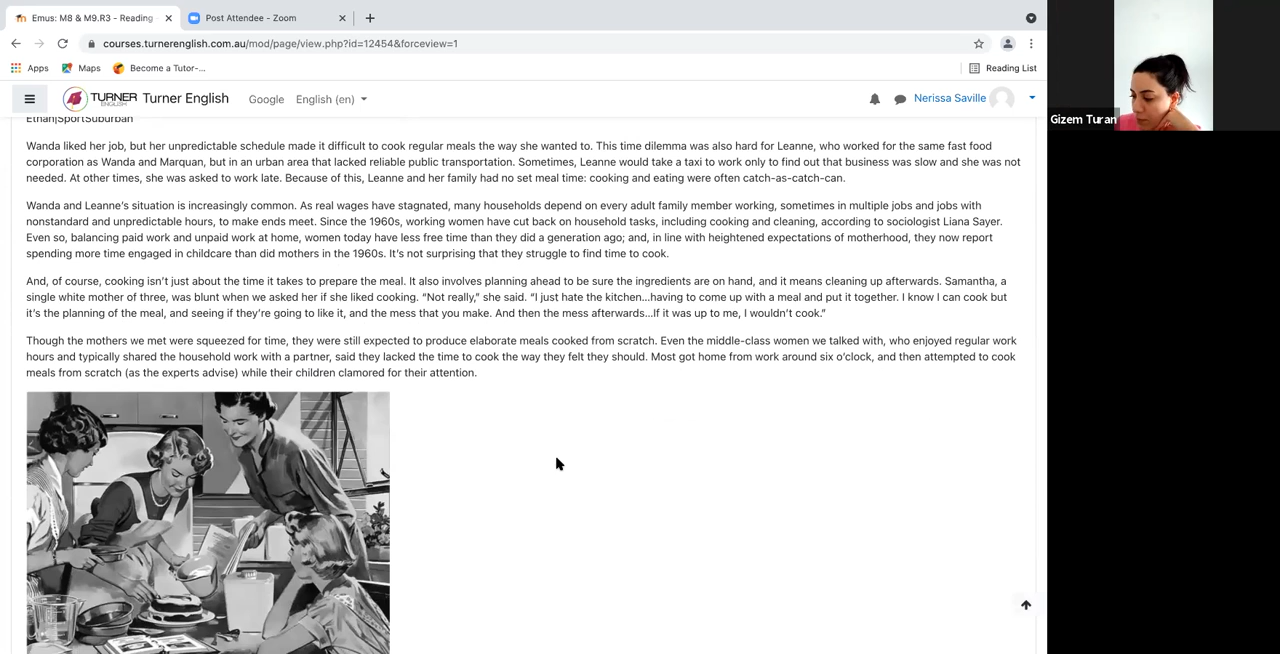 Emus: M8 & M9.R3 - Reading
Post Attendee - Zoom
courses.turnerenglish.com.au/mod/page/view.php?id=12454&forceview=1
Apps
Maps
Become a Tutor-...
Reading List
TURNER
ENGLISH
Turner English
Google
English (en)
Nerissa Saville
Gizem Turan
Ethan|SportSuburban
Wanda liked her job, but her unpredictable schedule made it difficult to cook regular meals the way she wanted to. This time dilemma was also hard for Leanne, who worked for the same fast food
corporation as Wanda and Marquan, but in an urban area that lacked reliable public transportation. Sometimes, Leanne would take a taxi to work only to find out that business was slow and she was not
needed. At other times, she was asked to work late. Because of this, Leanne and her family had no set meal time: cooking and eating were often catch-as-catch-can.
Wanda and Leanne's situation is increasingly common. As real wages have stagnated, many households depend on every adult family member working, sometimes in multiple jobs and jobs with
nonstandard and unpredictable hours, to make ends meet. Since the 1960s, working women have cut back on household tasks, including cooking and cleaning, according to sociologist Liana Sayer.
Even so, balancing paid work and unpaid work at home, women today have less free time than they did a generation ago; and, in line with heightened expectations of motherhood, they now report
spending more time engaged in childcare than did mothers in the 1960s. It's not surprising that they struggle to find time to cook.
And, of course, cooking isn't just about the time it takes to prepare the meal. It also involves planning ahead to be sure the ingredients are on hand, and it means cleaning up afterwards. Samantha, a
single white mother of three, was blunt when we asked her if she liked cooking. "Not really," she said. "I just hate the kitchen...having to come up with a meal and put it together. I know I can cook but
it's the planning of the meal, and seeing if they're going to like it, and the mess that you make. And then the mess afterwards...If it was up to me, I wouldn't cook."
Though the mothers we met were squeezed for time, they were still expected to produce elaborate meals cooked from scratch. Even the middle-class women we talked with, who enjoyed regular work
hours and typically shared the household work with a partner, said they lacked the time to cook the way they felt they should. Most got home from work around six o'clock, and then attempted to cook
meals from scratch (as the experts advise) while their children clamored for their attention.